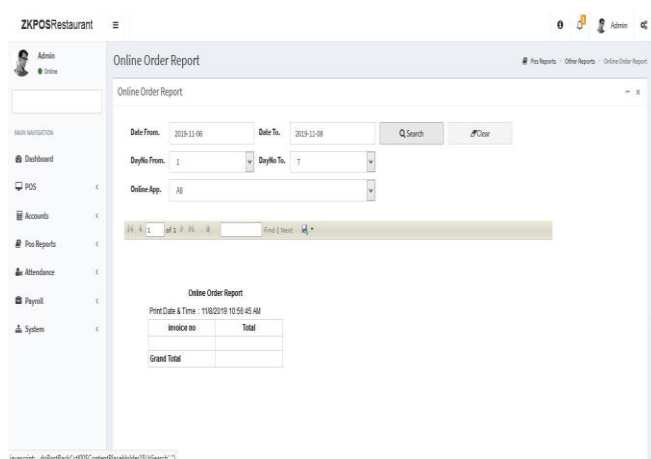 ZKPOSRestaurant
Admin
Admin
Online
Online Order Report
Pos Reports > Other Reports > Online Order Report
Online Order Report
MAIN NAVIGATION
Dashboard
POS
Accounts
Pos Reports
Attendance
Payroll
System
Date From. 2019-11-06 Date To. 2019-11-08 Search Clear
DayNo From. 1 DayNo To. 7
Online App. All
1 of 1 Find | Next
Online Order Report
Print Date & Time : 11/8/2019 10:56:45 AM
invoice no Total
Grand Total